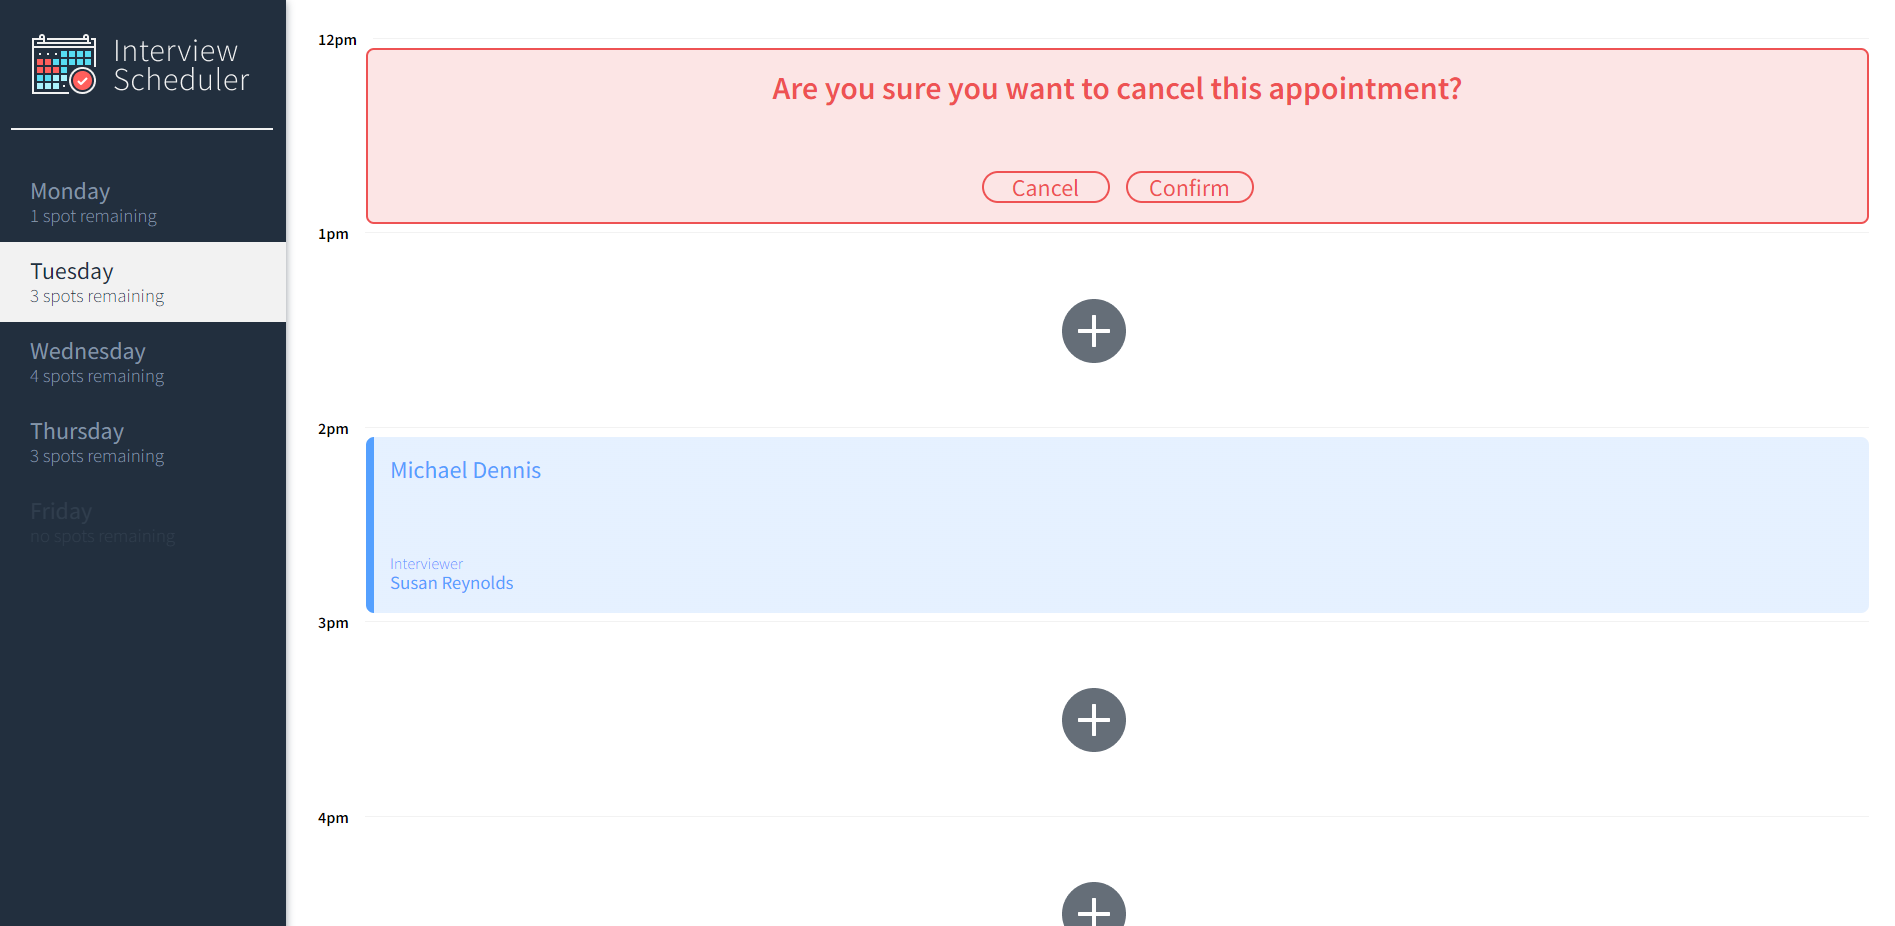 Interview
Scheduler
Monday
1 spot remaining
Tuesday
3 spots remaining
Wednesday
4 spots remaining
Thursday
3 spots remaining
Friday
no spots remaining
12pm
Are you sure you want to cancel this appointment?
Cancel Confirm
1pm
2pm
Michael Dennis
Interviewer
Susan Reynolds
3pm
4pm